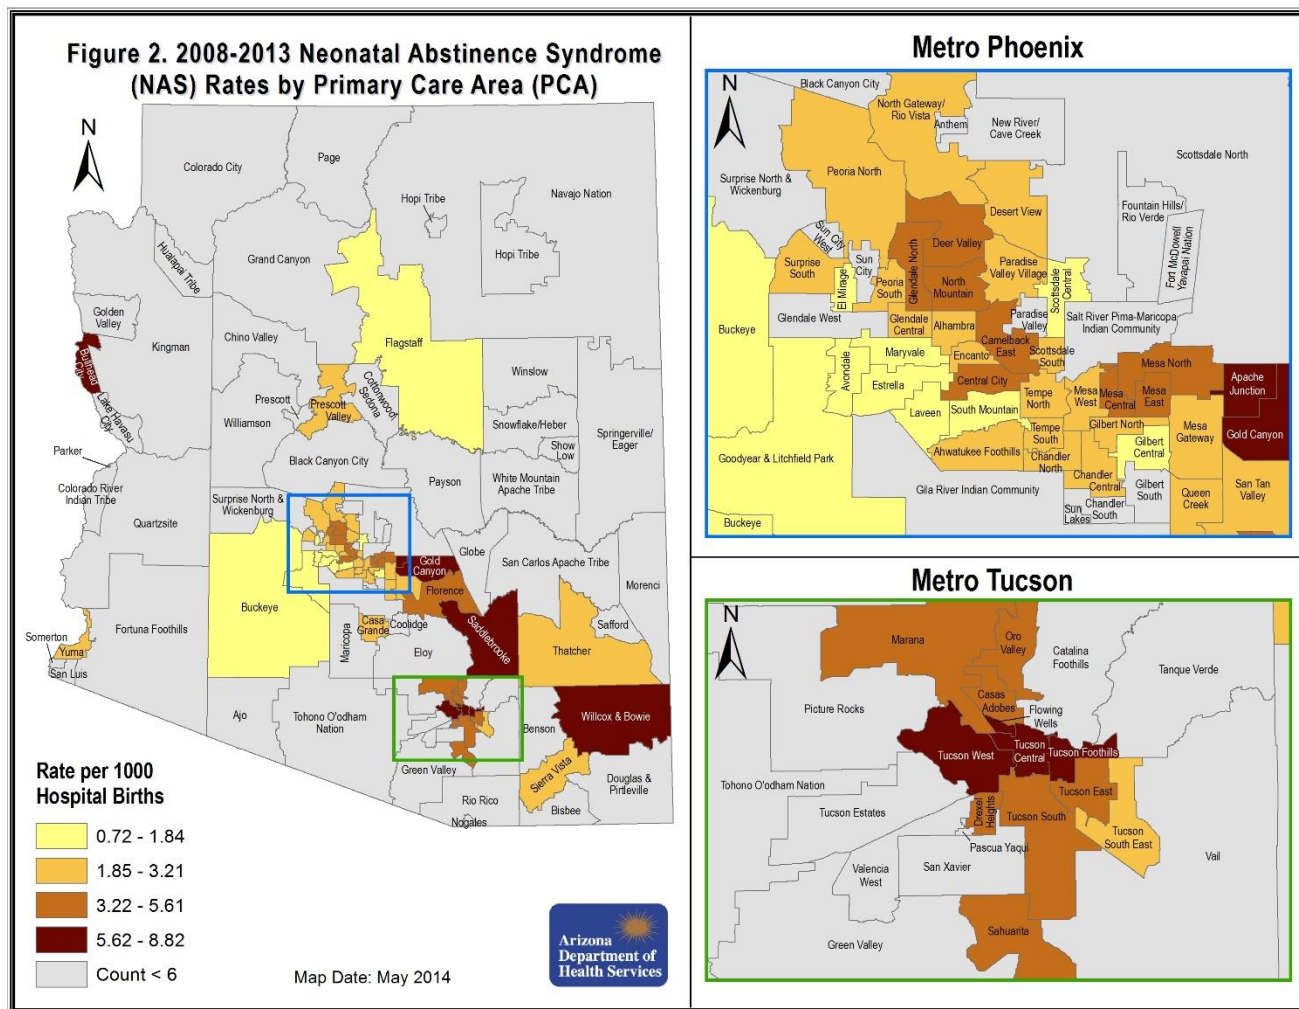 Figure 2. 2008-2013 Neonatal Abstinence Syndrome
(NAS) Rates by Primary Care Area (PCA)
N
Colorado City
Page
Navajo Nation
Hopi Tribe
Hopi Tribe
Hualapai Tribe
Grand Canyon
Golden
Valley
Kingman
Bullhead
City
Chino Valley
Flagstaff
Winslow
Lake Havasu
City
Prescott
Prescott
Valley
Cottonwood
Sedona
Williamson
Snowflake/Heber
Springerville/
Eager
Show
Low
Parker
Black Canyon City
Payson
White Mountain
Apache Tribe
Colorado River
Indian Tribe
Surprise North &
Wickenburg
Quartzsite
Globe
San Carlos Apache Tribe
Gold
Canyon
Morenci
Florence
Buckeye
Fortuna Foothills
Casa
Grande
Coolidge
Saddlebrooke
Safford
Somerton
Yuma
San Luis
Maricopa
Eloy
Thatcher
Ajo
Tohono O'odham
Nation
Benson
Willcox & Bowie
Green Valley
Sierra Vista
Douglas &
Pirtleville
Rio Rico
Bisbee
Nogales
Rate per 1000
Hospital Births
0.72 - 1.84
1.85 - 3.21
3.22 - 5.61
5.62 - 8.82
Count < 6
Map Date: May 2014
Arizona
Department of
Health Services
Metro Phoenix
N
Black Canyon City
North Gateway/
Rio Vista
Anthem
New River/
Cave Creek
Scottsdale North
Surprise North &
Wickenburg
Peoria North
Fountain Hills/
Rio Verde
Fort McDowell
Yavapai Nation
Desert View
Sun City
West
Deer Valley
Surprise
South
Sun
City
Glendale North
Paradise
Valley Village
El Mirage
Peoria
South
North
Mountain
Scottsdale
Central
Buckeye
Glendale West
Glendale
Central
Alhambra
Paradise
Valley
Salt River Pima-Maricopa
Indian Community
Camelback
East
Avondale
Maryvale
Encanto
Scottsdale
South
Mesa North
Apache
Junction
Estrella
Central City
Mesa
West
Mesa
Central
Mesa
East
Laveen
South Mountain
Tempe
North
Gold Canyon
Gilbert North
Mesa
Gateway
Goodyear & Litchfield Park
Ahwatukee Foothills
Tempe
South
Gilbert
Central
Chandler
North
Gila River Indian Community
Chandler
Central
Gilbert
South
Queen
Creek
San Tan
Valley
Buckeye
Sun
Lakes
Chandler
South
Metro Tucson
N
Marana
Oro
Valley
Catalina
Foothills
Tanque Verde
Picture Rocks
Casas
Adobes
Flowing
Wells
Tucson West
Tucson
Central
Tucson Foothills
Tohono O'odham Nation
Tucson East
Tucson Estates
Drexel
Heights
Tucson South
Tucson
South East
Pascua Yaqui
Vail
Valencia
West
San Xavier
Green Valley
Sahuarita